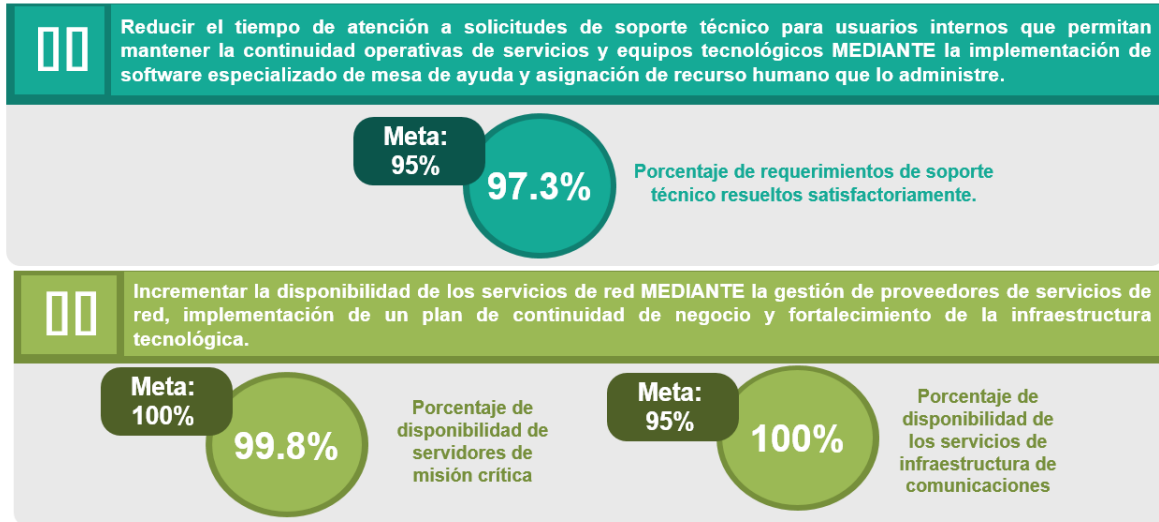 Reducir el tiempo de atención a solicitudes de soporte técnico para usuarios internos que permitan
mantener la continuidad operativas de servicios y equipos tecnológicos MEDIANTE la implementación de
software especializado de mesa de ayuda y asignación de recurso humano que lo administre.
Meta:
95%
97.3%
Porcentaje de requerimientos de soporte
técnico resueltos satisfactoriamente.
Incrementar la disponibilidad de los servicios de red MEDIANTE la gestión de proveedores de servicios de
red, implementación de un plan de continuidad de negocio y fortalecimiento de la infraestructura
tecnológica.
Meta:
100%
99.8%
Porcentaje de
disponibilidad de
servidores de
misión crítica
Meta:
95%
100%
Porcentaje de
disponibilidad de
los servicios de
infraestructura de
comunicaciones